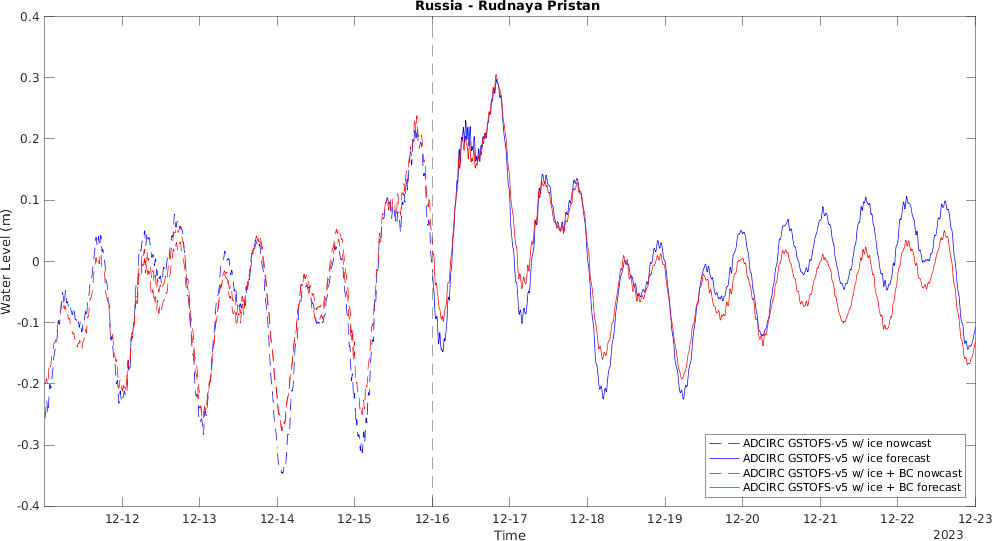 Russia - Rudnaya Pristan
0.4
0.3
0.2
0.1
0
-0.1
-0.2
-0.3
-0.4
Water Level (m)
ADCIRC GSTOFS-v5 w/ ice nowcast
ADCIRC GSTOFS-v5 w/ ice forecast
ADCIRC GSTOFS-v5 w/ ice + BC nowcast
ADCIRC GSTOFS-v5 w/ ice + BC forecast
12-12 12-13 12-14 12-15 12-16 12-17 12-18 12-19 12-20 12-21 12-22 12-23
Time
2023